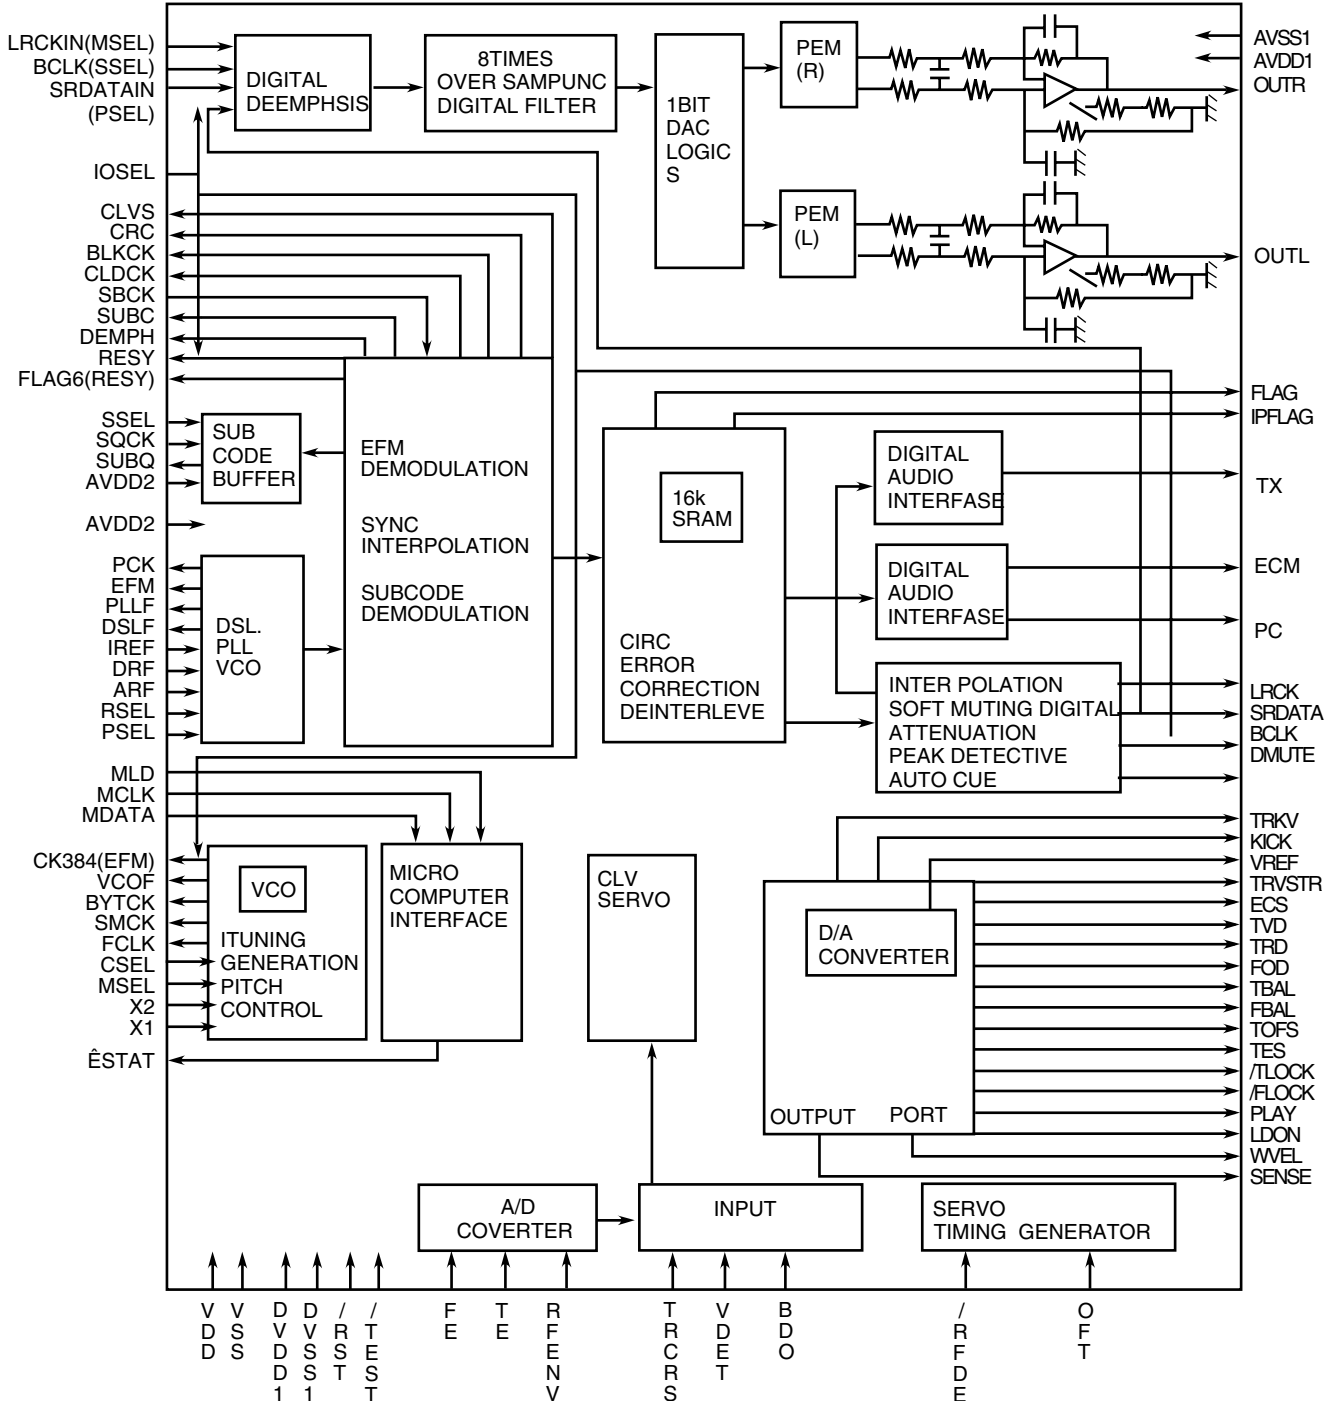 LRCKIN(MSEL)
BCLK(SSEL)
SRDATAIN
(PSEL)
IOSEL
CLVS
CRC
BLKCK
CLDCK
SBCK
SUBC
DEMPH
RESY
FLAG6(RESY)
SSEL
SQCK
SUBQ
AVDD2
AVDD2
PCK
EFM
PLLF
DSLF
IREF
DRF
ARF
RSEL
PSEL
MLD
MCLK
MDATA
CK384(EFM)
VCOF
BYTCK
SMCK
FCLK
CSEL
MSEL
X2
X1
ÊSTAT
DIGITAL
DEEMPHSIS
8TIMES
OVER SAMPUNC
DIGITAL FILTER
1BIT
DAC
LOGIC
S
PEM
(R)
PEM
(L)
SUB
CODE
BUFFER
EFM
DEMODULATION
SYNC
INTERPOLATION
SUBCODE
DEMODULATION
DSL.
PLL
VCO
16k
SRAM
CIRC
ERROR
CORRECTION
DEINTERLEVE
DIGITAL
AUDIO
INTERFASE
DIGITAL
AUDIO
INTERFASE
INTER POLATION
SOFT MUTING DIGITAL
ATTENUATION
PEAK DETECTIVE
AUTO CUE
VCO
ITUNING
GENERATION
PITCH
CONTROL
MICRO
COMPUTER
INTERFACE
CLV
SERVO
D/A
CONVERTER
OUTPUT PORT
A/D
COVERTER
INPUT
SERVO
TIMING GENERATOR
AVSS1
AVDD1
OUTR
OUTL
FLAG
IPFLAG
TX
ECM
PC
LRCK
SRDATA
BCLK
DMUTE
TRKV
KICK
VREF
TRVSTR
ECS
TVD
TRD
FOD
TBAL
FBAL
TOFS
TES
/TLOCK
/FLOCK
PLAY
LDON
WVEL
SENSE
VDD
VSS
DVDD1
DVSS1
/RST
/TEST
FE
TE
RFENV
TRCRS
VDET
BDO
/RFDE
OFT